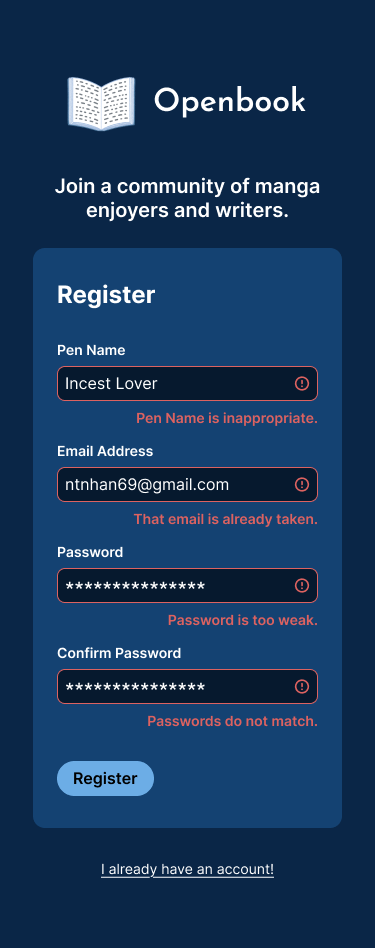 Openbook
Join a community of manga
enjoyers and writers.
Register
Pen Name
Incest Lover
Pen Name is inappropriate.
Email Address
ntnhan69@gmail.com
That email is already taken.
Password
***************
Password is too weak.
Confirm Password
***************
Passwords do not match.
Register
I already have an account!